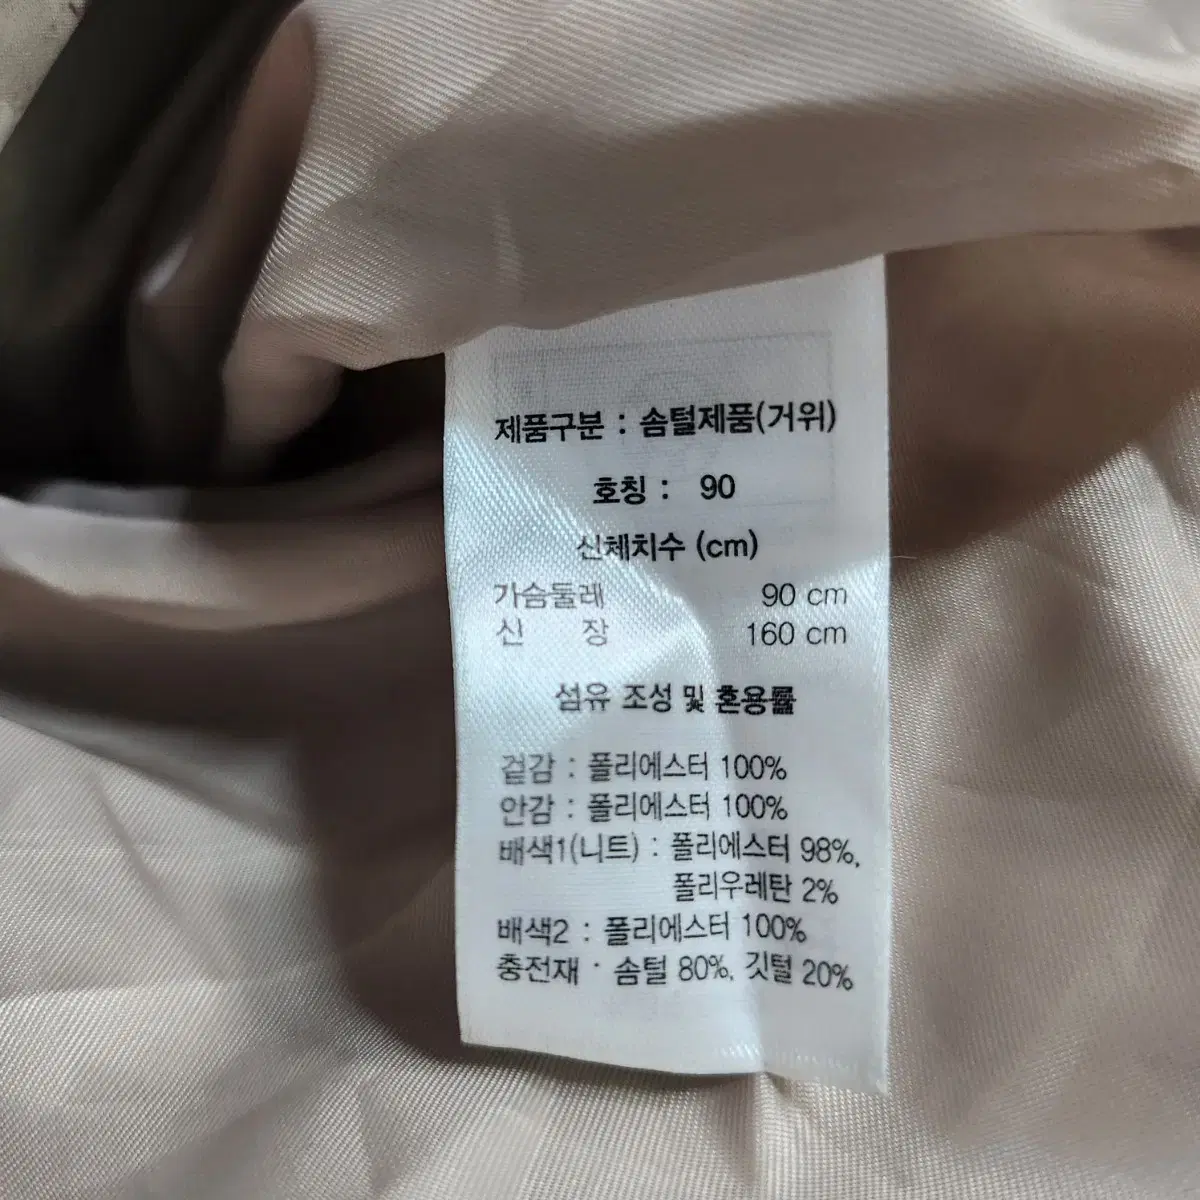 제품구분 : 솜털제품(거위)
호칭 : 90
신체치수 (cm)
가슴둘레 90 cm
신 장 160 cm
섬유 조성 및 혼용률
겉감 : 폴리에스터 100%
안감 : 폴리에스터 100%
배색1(니트) : 폴리에스터 98%,
폴리우레탄 2%
배색2 : 폴리에스터 100%
충전재 : 솜털 80%, 깃털 20%